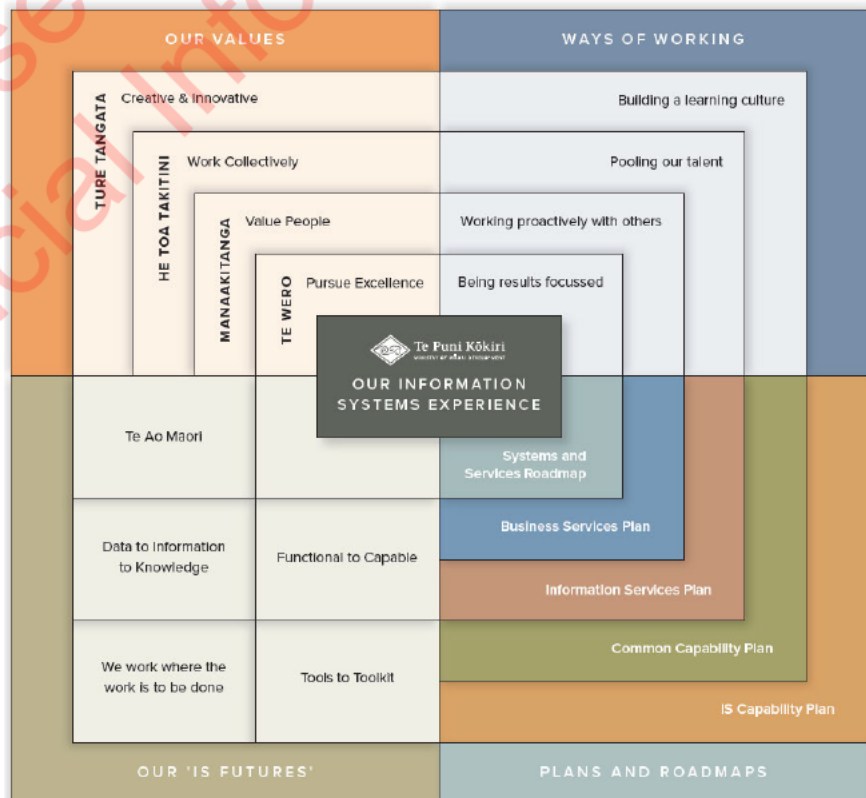 OUR VALUES
WAYS OF WORKING
TURE TANGATA
Creative & Innovative
Building a learning culture
HE TOA TAKITINI
Work Collectively
Pooling our talent
MANAAKITANGA
Value People
Working proactively with others
TE WERO
Pursue Excellence
Being results focussed
Te Puni Kōkiri
MINISTRY OF MĀORI DEVELOPMENT
OUR INFORMATION
SYSTEMS EXPERIENCE
Te Ao Maori
Systems and
Services Roadmap
Business Services Plan
Data to Information
to Knowledge
Functional to Capable
Information Services Plan
We work where the
work is to be done
Tools to Toolkit
Common Capability Plan
IS Capability Plan
OUR 'IS FUTURES'
PLANS AND ROADMAPS